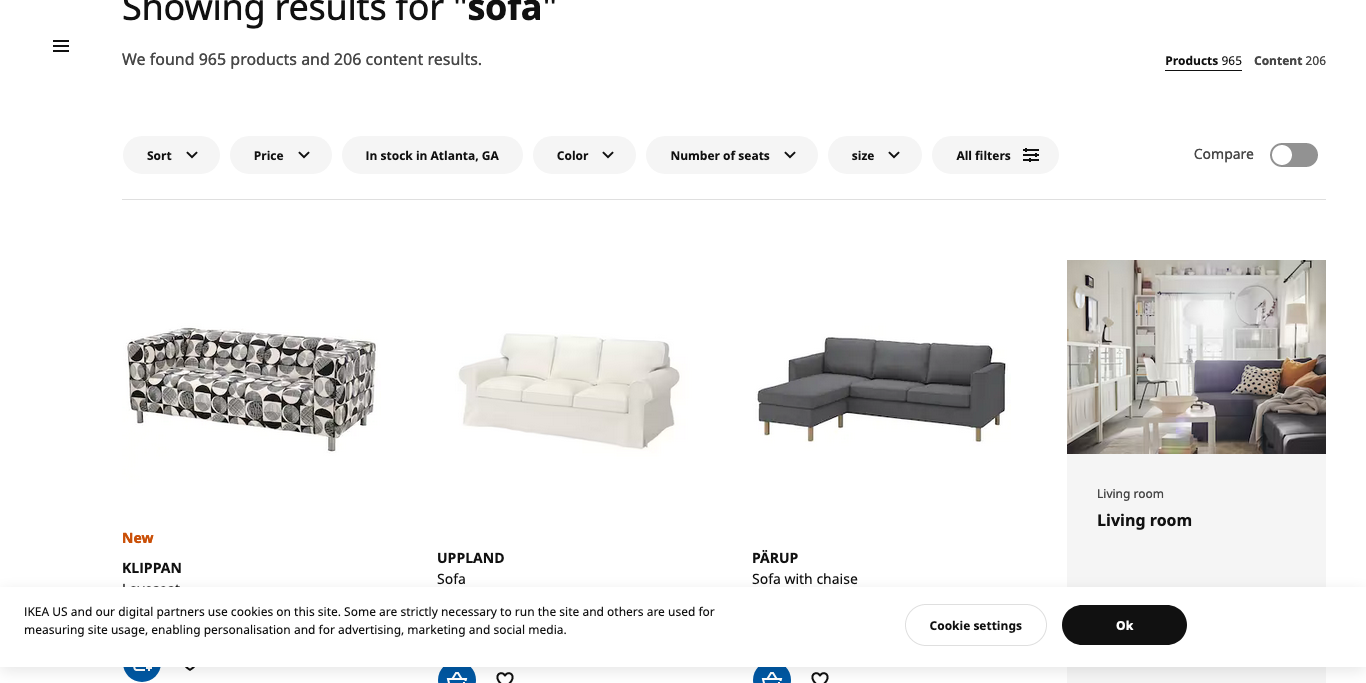 Showing results for "sofa"
We found 965 products and 206 content results.
Products 965 Content 206
Sort Price In stock in Atlanta, GA Color Number of seats size All filters Compare
Living room
Living room
New
KLIPPAN
Loveseat
UPPLAND
Sofa
PÄRUP
Sofa with chaise
IKEA US and our digital partners use cookies on this site. Some are strictly necessary to run the site and others are used for
measuring site usage, enabling personalisation and for advertising, marketing and social media.
Cookie settings Ok